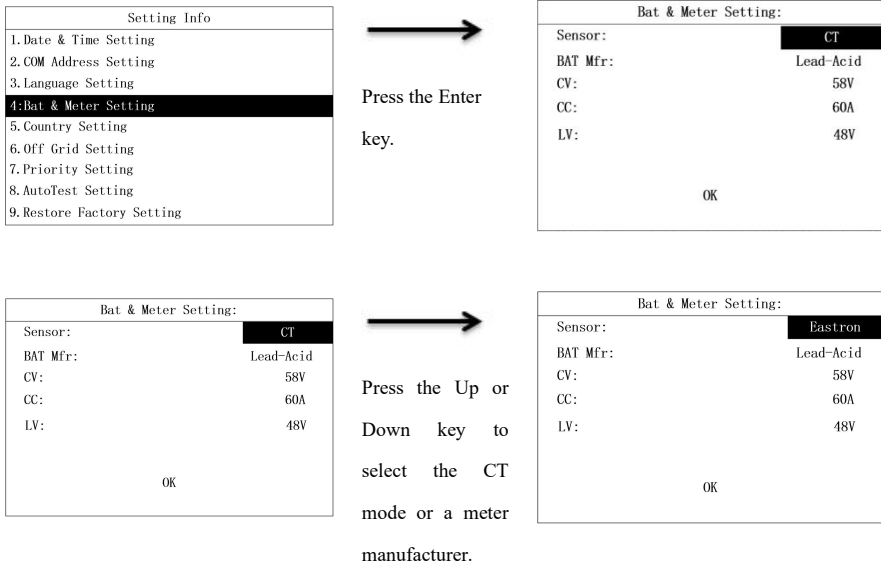 Setting Info
1.Date & Time Setting
2.COM Address Setting
3.Language Setting
4:Bat & Meter Setting
5.Country Setting
6.Off Grid Setting
7.Priority Setting
8.AutoTest Setting
9.Restore Factory Setting
Press the Enter
key.
Bat & Meter Setting:
Sensor: CT
BAT Mfr: Lead-Acid
CV: 58V
CC: 60A
LV: 48V
OK
Bat & Meter Setting:
Sensor: CT
BAT Mfr: Lead-Acid
CV: 58V
CC: 60A
LV: 48V
OK
Press the Up or
Down key to
select the CT
mode or a meter
manufacturer.
Bat & Meter Setting:
Sensor: Eastron
BAT Mfr: Lead-Acid
CV: 58V
CC: 60A
LV: 48V
OK